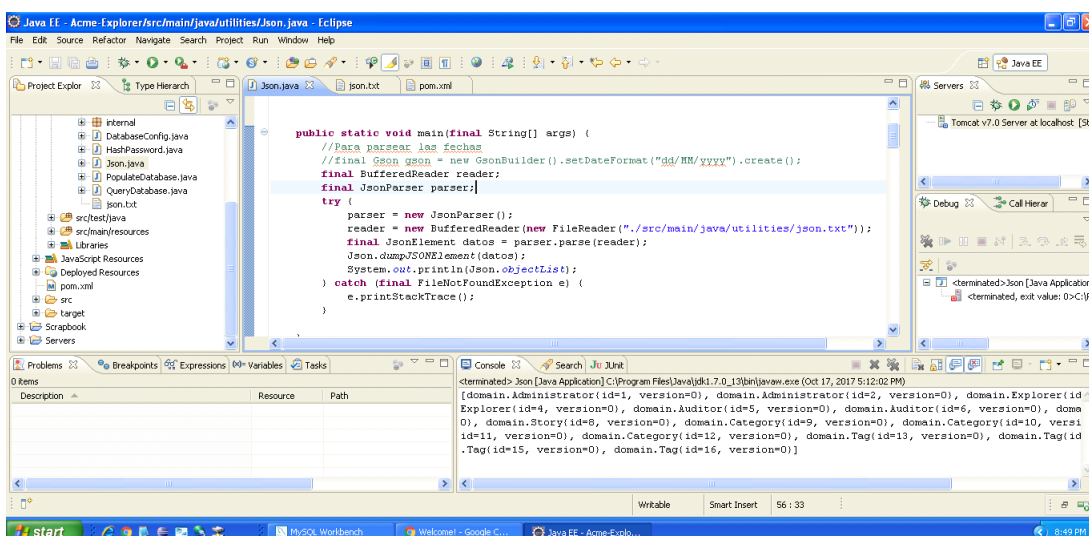 Java EE - Acme-Explorer/src/main/java/utilities/Json.java - Eclipse
File Edit Source Refactor Navigate Search Project Run Window Help
Java EE
Project Explor
Type Hierarch
Json.java
json.txt
pom.xml
Servers
internal
DatabaseConfig.java
HashPassword.java
Json.java
PopulateDatabase.java
QueryDatabase.java
json.txt
src/test/java
src/main/resources
Libraries
JavaScript Resources
Deployed Resources
pom.xml
src
target
Scrapbook
Servers
public static void main(final String[] args) {
//Para parsear las fechas
//final Gson gson = new GsonBuilder().setDateFormat("dd/MM/yyyy").create();
final BufferedReader reader;
final JsonParser parser;
try {
parser = new JsonParser();
reader = new BufferedReader(new FileReader("./src/main/java/utilities/json.txt"));
final JsonElement datos = parser.parse(reader);
Json.dumpJSONElement(datos);
System.out.println(Json.objectList);
} catch (final FileNotFoundException e) {
e.printStackTrace();
}
Tomcat v7.0 Server at localhost [St
Debug
Call Hierar
<terminated>Json [Java Application
<terminated, exit value: 0>C:\P
Problems
Breakpoints
Expressions
Variables
Tasks
0 items
Description Resource Path
Console
Search
JUnit
<terminated> Json [Java Application] C:\Program Files\Java\jdk1.7.0_13\bin\javaw.exe (Oct 17, 2017 5:12:02 PM)
[domain.Administrator{id=1, version=0}, domain.Administrator{id=2, version=0}, domain.Explorer{id
Explorer{id=4, version=0}, domain.Auditor{id=5, version=0}, domain.Auditor{id=6, version=0}, doma
0}, domain.Story{id=8, version=0}, domain.Category{id=9, version=0}, domain.Category{id=10, versi
id=11, version=0}, domain.Category{id=12, version=0}, domain.Tag{id=13, version=0}, domain.Tag{id
.Tag{id=15, version=0}, domain.Tag{id=16, version=0}]
Writable Smart Insert 56 : 33
start
MySQL Workbench
Welcome! - Google C...
Java EE - Acme-Explo...
8:49 PM